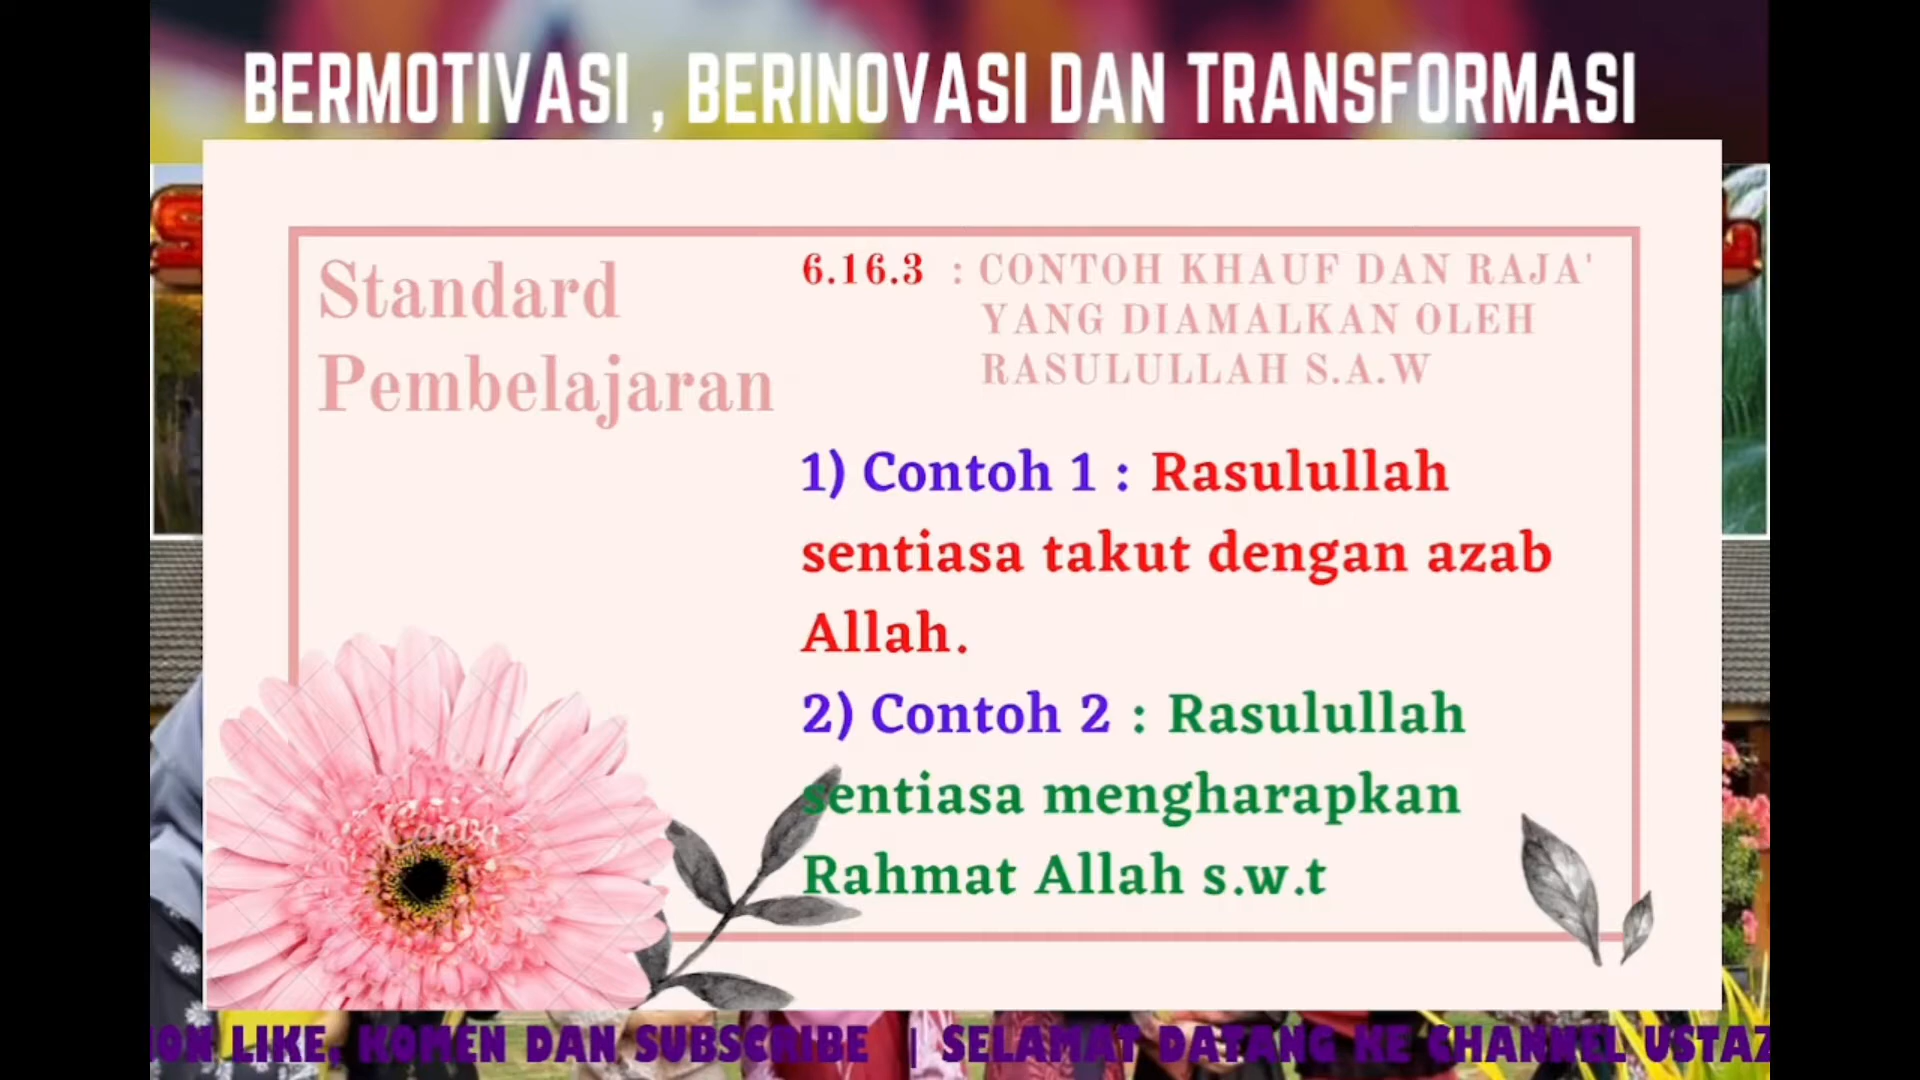 BERMOTIVASI , BERINOVASI DAN TRANSFORMASI
Standard
Pembelajaran
6.16.3 : CONTOH KHAUF DAN RAJA'
YANG DIAMALKAN OLEH
RASULULLAH S.A.W
1) Contoh 1 : Rasulullah
sentiasa takut dengan azab
Allah.
2) Contoh 2 : Rasulullah
sentiasa mengharapkan
Rahmat Allah s.w.t
Canva
LIKE, KOMEN DAN SUBSCRIBE | SELAMAT DATANG KE CHANNEL USTAZ